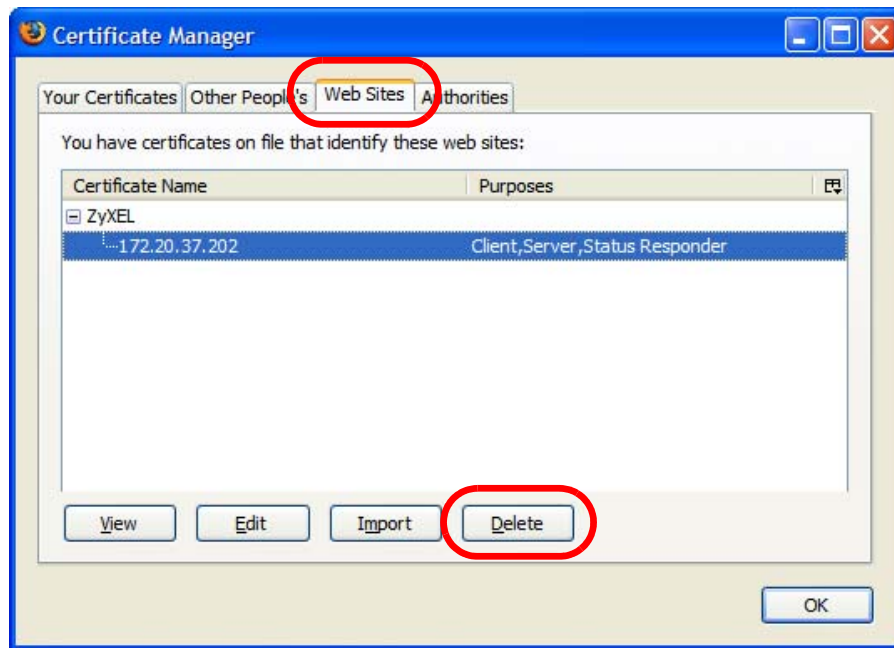 Certificate Manager
Your Certificates Other People's Web Sites Authorities
You have certificates on file that identify these web sites:
Certificate Name Purposes
ZyXEL
172.20.37.202 Client,Server,Status Responder
View Edit Import Delete
OK